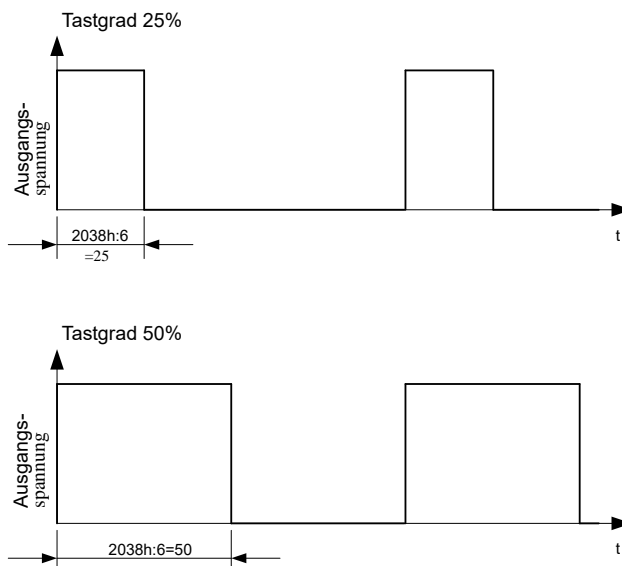 Tastgrad 25%
Ausgangs-
spannung
2038h:6
=25
t
Tastgrad 50%
Ausgangs-
spannung
2038h:6=50
t